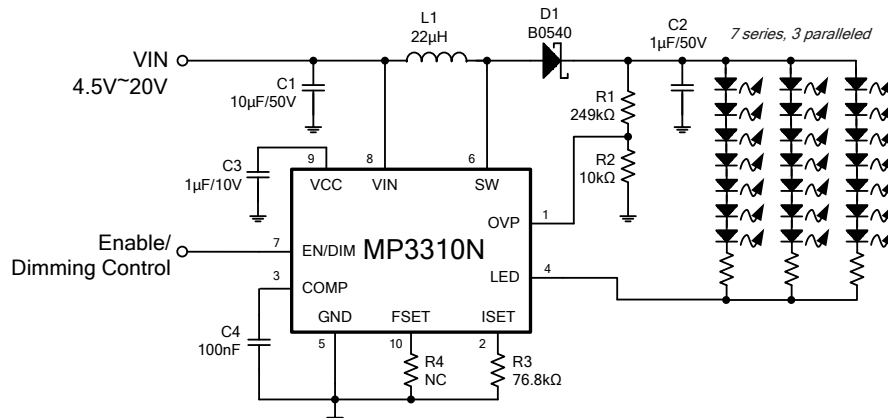 L1
22μH
D1
B0540
C2
1μF/50V
7 series, 3 paralleled
VIN
4.5V~20V
C1
10μF/50V
R1
249kΩ
R2
10kΩ
C3
1μF/10V
9
8
6
VCC
VIN
SW
OVP
1
Enable/
Dimming Control
7
EN/DIM
MP3310N
LED
4
3
COMP
GND
FSET
ISET
C4
100nF
5
10
2
R4
NC
R3
76.8kΩ